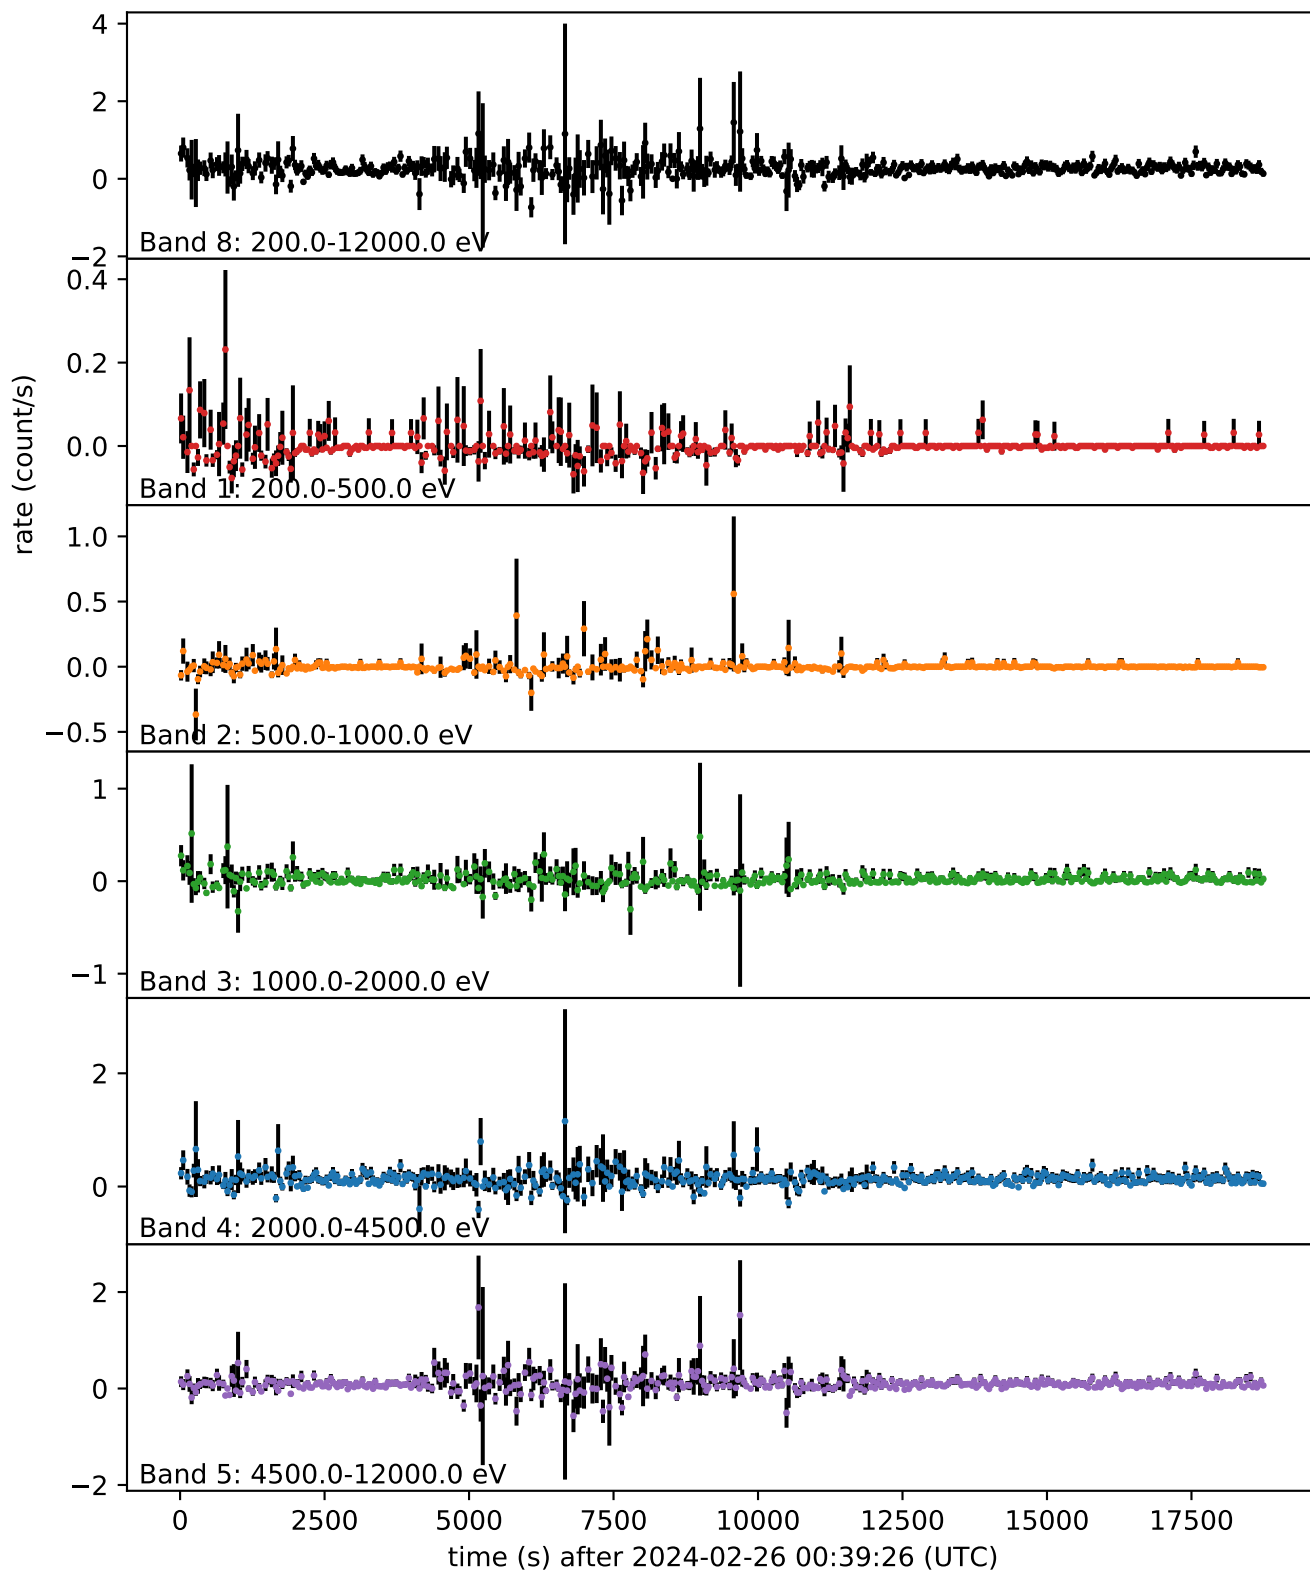 4
2
0
−2
Band 8: 200.0-12000.0 eV
0.4
0.2
0.0
Band 1: 200.0-500.0 eV
rate (count/s)
1.0
0.5
0.0
−0.5
Band 2: 500.0-1000.0 eV
1
0
−1
Band 3: 1000.0-2000.0 eV
2
0
Band 4: 2000.0-4500.0 eV
2
0
−2
Band 5: 4500.0-12000.0 eV
0 2500 5000 7500 10000 12500 15000 17500
time (s) after 2024-02-26 00:39:26 (UTC)